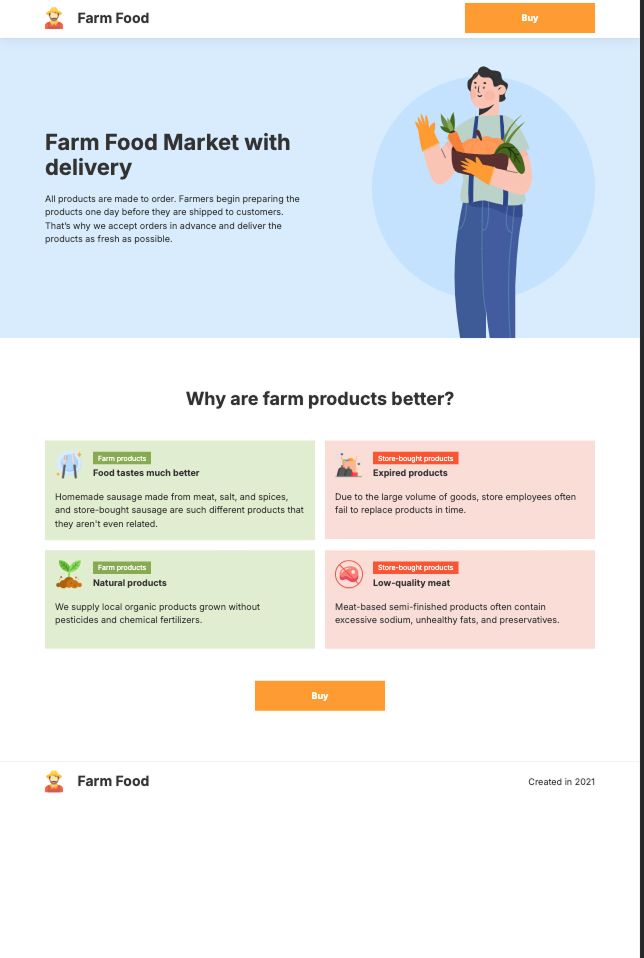 Farm Food
Buy
Farm Food Market with
delivery
All products are made to order. Farmers begin preparing the
products one day before they are shipped to customers.
That's why we accept orders in advance and deliver the
products as fresh as possible.
Why are farm products better?
Farm products
Food tastes much better
Homemade sausage made from meat, salt, and spices,
and store-bought sausage are such different products that
they aren't even related.
Store-bought products
Expired products
Due to the large volume of goods, store employees often
fail to replace products in time.
Farm products
Natural products
We supply local organic products grown without
pesticides and chemical fertilizers.
Store-bought products
Low-quality meat
Meat-based semi-finished products often contain
excessive sodium, unhealthy fats, and preservatives.
Buy
Farm Food
Created in 2021